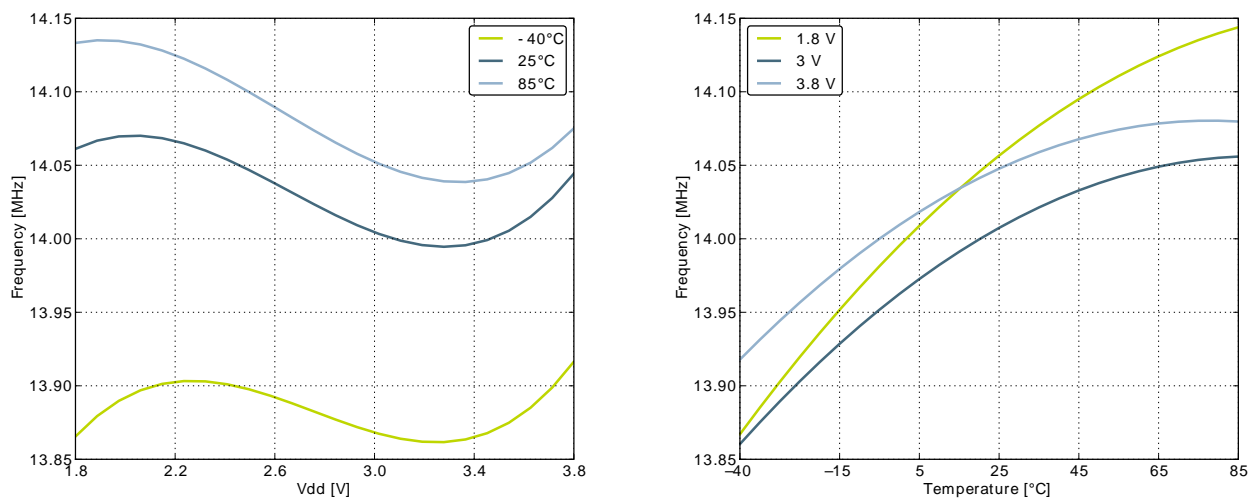 14.15
14.10
14.05
14.00
13.95
13.90
13.85
Frequency [MHz]
1.8 2.2 2.6 3.0 3.4 3.8
Vdd [V]
- 40°C
25°C
85°C
14.15
14.10
14.05
14.00
13.95
13.90
13.85
Frequency [MHz]
–40 –15 5 25 45 65 85
Temperature [°C]
1.8 V
3 V
3.8 V